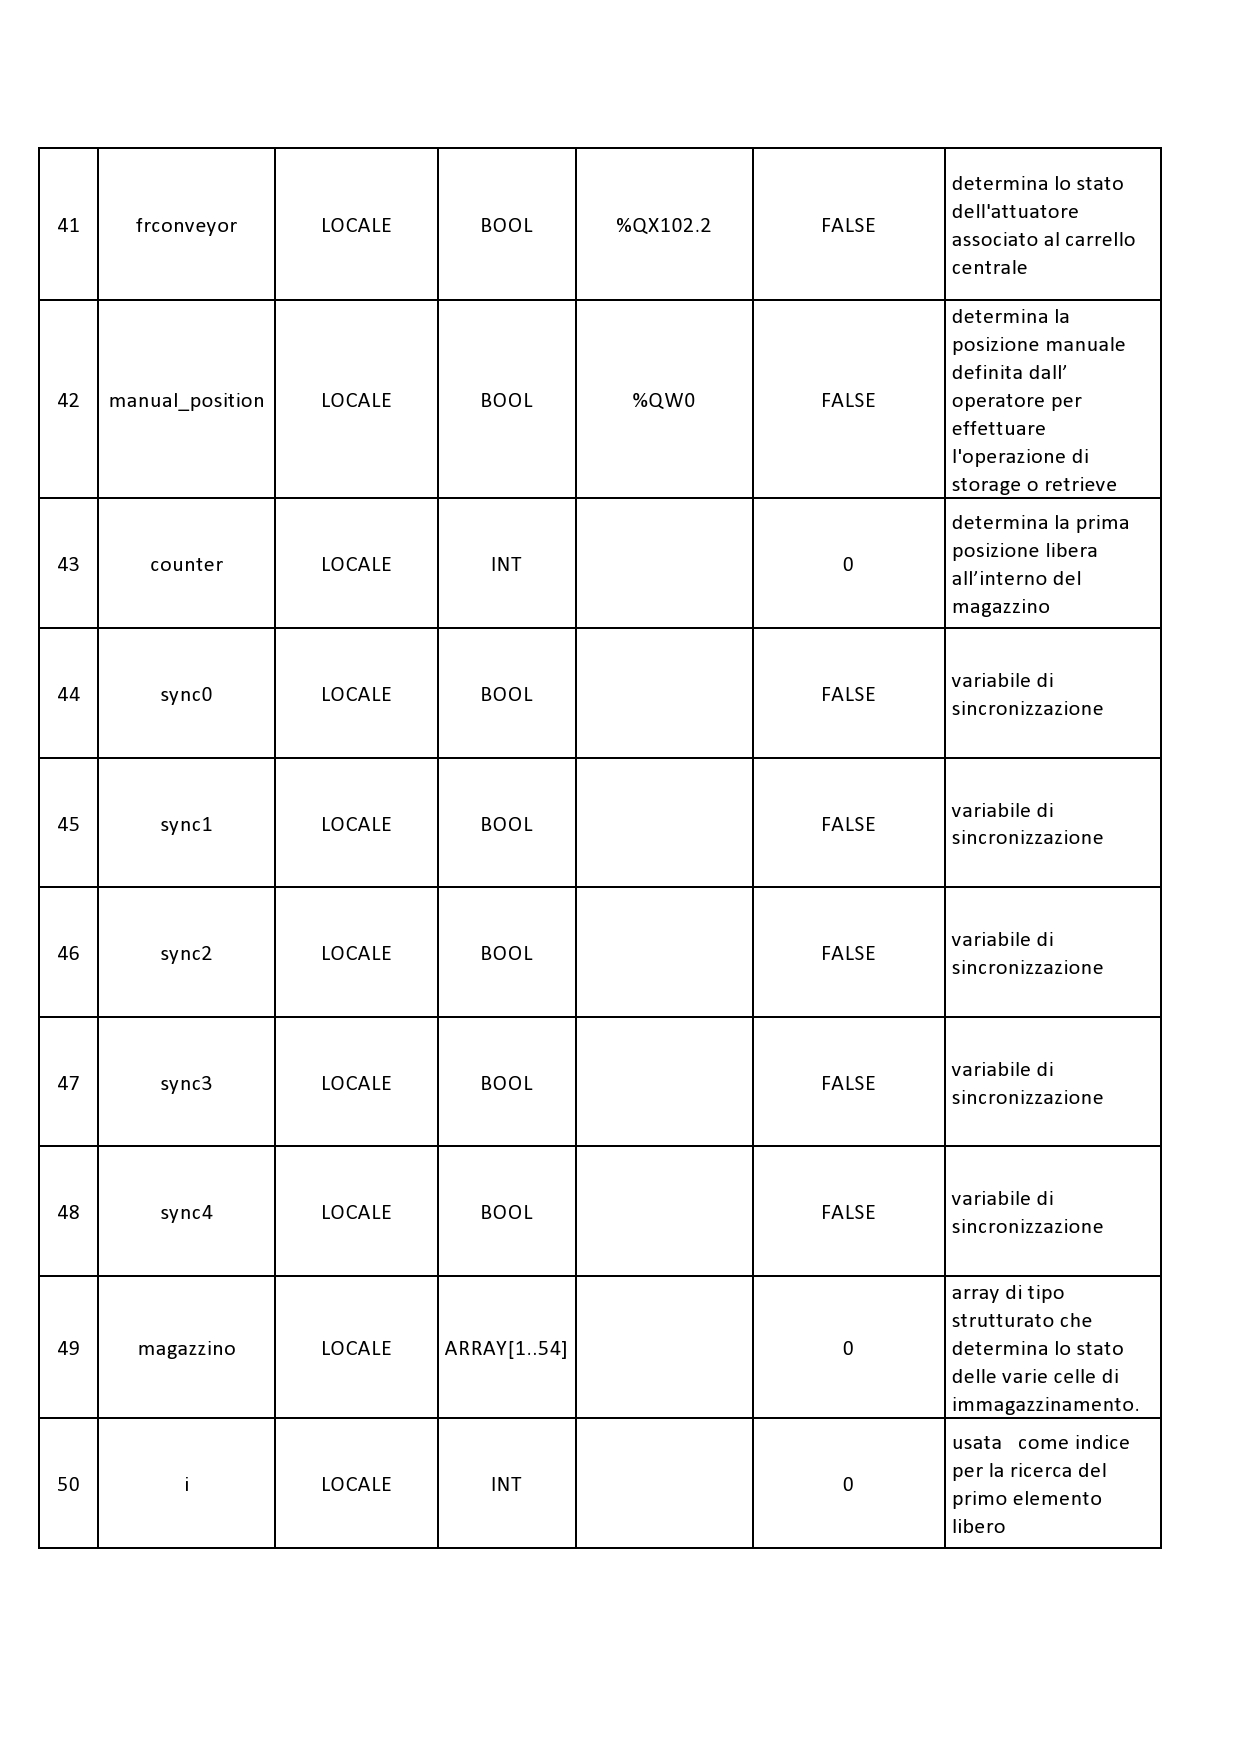 41 frconveyor LOCALE BOOL %QX102.2 FALSE determina lo stato
dell'attuatore
associato al carrello
centrale
42 manual_position LOCALE BOOL %QW0 FALSE determina la
posizione manuale
definita dall’
operatore per
effettuare
l'operazione di
storage o retrieve
43 counter LOCALE INT 0 determina la prima
posizione libera
all’interno del
magazzino
44 sync0 LOCALE BOOL FALSE variabile di
sincronizzazione
45 sync1 LOCALE BOOL FALSE variabile di
sincronizzazione
46 sync2 LOCALE BOOL FALSE variabile di
sincronizzazione
47 sync3 LOCALE BOOL FALSE variabile di
sincronizzazione
48 sync4 LOCALE BOOL FALSE variabile di
sincronizzazione
49 magazzino LOCALE ARRAY[1..54] 0 array di tipo
strutturato che
determina lo stato
delle varie celle di
immagazzinamento.
50 i LOCALE INT 0 usata come indice
per la ricerca del
primo elemento
libero